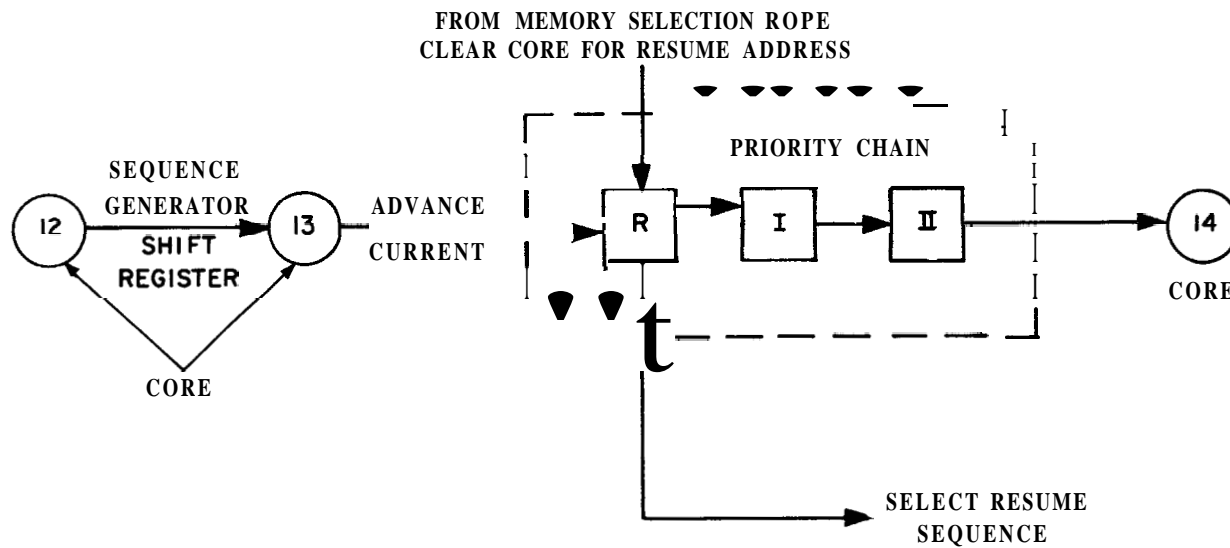 FROM MEMORY SELECTION ROPE
CLEAR CORE FOR RESUME ADDRESS
PRIORITY CHAIN
SEQUENCE
GENERATOR
SHIFT
REGISTER
12
13
ADVANCE
CURRENT
R
I
II
14
CORE
CORE
t
SELECT RESUME
SEQUENCE